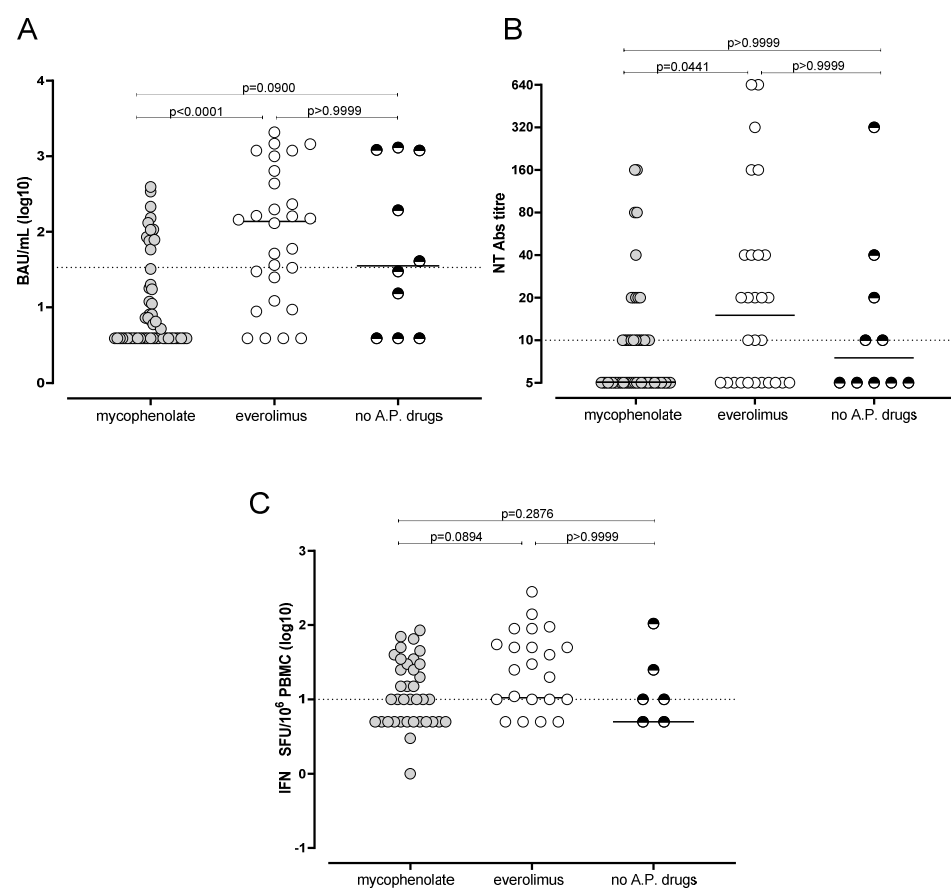 A
p=0.0900
p<0.0001
p>0.9999
BAU/mL (log10)
4
3
2
1
0
mycophenolate
everolimus
no A.P. drugs
B
p>0.9999
p=0.0441
p>0.9999
NT Abs titre
640
320
160
80
40
20
10
5
mycophenolate
everolimus
no A.P. drugs
C
p=0.2876
p=0.0894
p>0.9999
IFN SFU/10⁶ PBMC (log10)
3
2
1
0
-1
mycophenolate
everolimus
no A.P. drugs